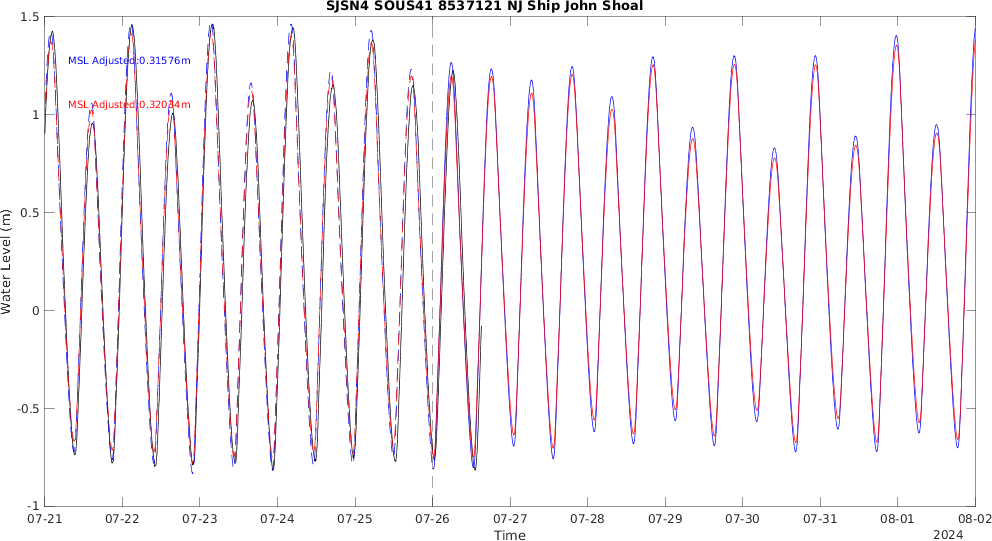 SJSN4 SOUS41 8537121 NJ Ship John Shoal
1.5
MSL Adjusted:0.31576m
MSL Adjusted:0.32034m
1
0.5
0
-0.5
-1
Water Level (m)
07-21 07-22 07-23 07-24 07-25 07-26 07-27 07-28 07-29 07-30 07-31 08-01 08-02
Time
2024